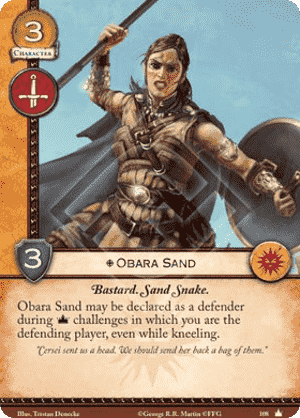 3
CHARACTER
3
OBARA SAND
Bastard. Sand Snake.
Obara Sand may be declared as a defender
during challenges in which you are the
defending player, even while kneeling.
"Cersei sent us a head. We should send her back a bag of them."
Illus. Tristan Denecke ©George R.R. Martin ©FFG 108